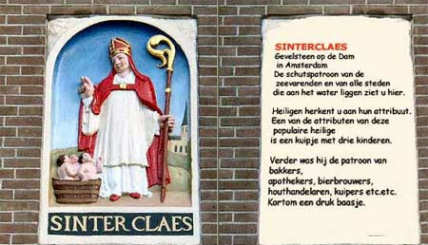 SINTER CLAES
SINTERCLAES
Gevelsteen op de Dam
in Amsterdam
De schutspatroon van de
zeevarenden en van alle steden
die aan het water liggen ziet u hier.
Heiligen herkent u aan hun attribuut.
Een van de attributen van deze
populaire heilige
is een kuipje met drie kinderen.
Verder was hij de patroon van
bakkers,
apothekers, bierbrouwers,
houthandelaren, kuipers etc.etc.
Kortom een druk baasje.